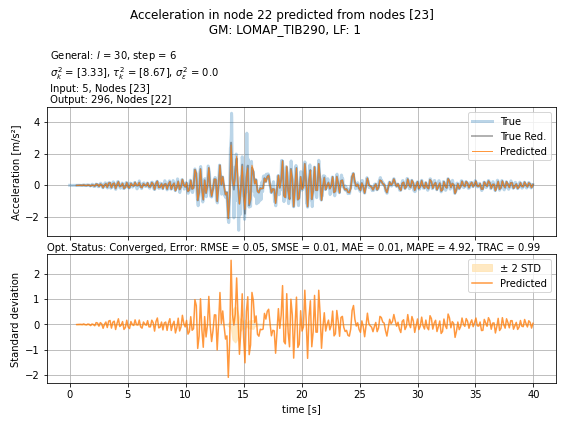 Acceleration in node 22 predicted from nodes [23]
GM: LOMAP_TIB290, LF: 1
General: l = 30, step = 6
σ²ₖ = [3.33], τ²ₖ = [8.67], σ²ε = 0.0
Input: 5, Nodes [23]
Output: 296, Nodes [22]
Acceleration [m/s²]
4
2
0
−2
True
True Red.
Predicted
Opt. Status: Converged, Error: RMSE = 0.05, SMSE = 0.01, MAE = 0.01, MAPE = 4.92, TRAC = 0.99
Standard deviation
2
1
0
−1
−2
± 2 STD
Predicted
0 5 10 15 20 25 30 35 40
time [s]